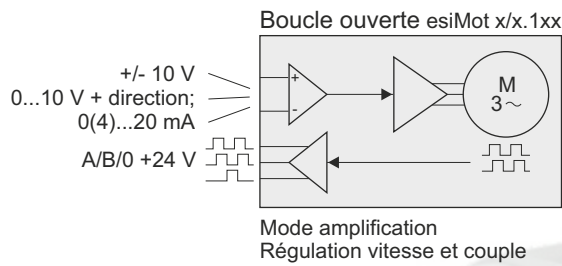 Boucle ouverte esiMot x/x.1xx
+/- 10 V
0...10 V + direction;
0(4)...20 mA
A/B/0 +24 V
+
-
M
3~
Mode amplification
Régulation vitesse et couple